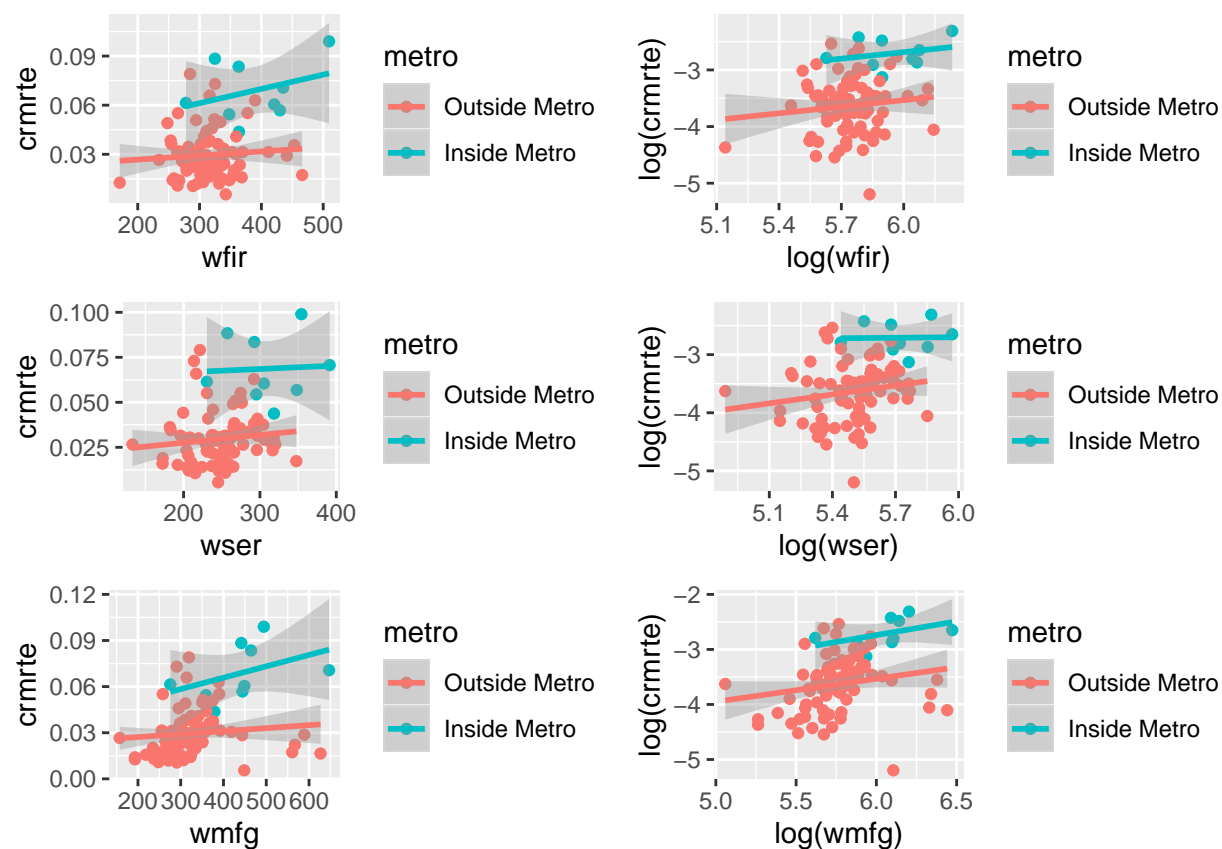 0.09
0.06
0.03
crmrte
200 300 400 500
wfir
metro
Outside Metro
Inside Metro
−3
−4
−5
log(crmrte)
5.1 5.4 5.7 6.0
log(wfir)
metro
Outside Metro
Inside Metro
0.100
0.075
0.050
0.025
crmrte
200 300 400
wser
metro
Outside Metro
Inside Metro
−3
−4
−5
log(crmrte)
5.1 5.4 5.7 6.0
log(wser)
metro
Outside Metro
Inside Metro
0.12
0.09
0.06
0.03
0.00
crmrte
200 300 400 500 600
wmfg
metro
Outside Metro
Inside Metro
−2
−3
−4
−5
log(crmrte)
5.0 5.5 6.0 6.5
log(wmfg)
metro
Outside Metro
Inside Metro